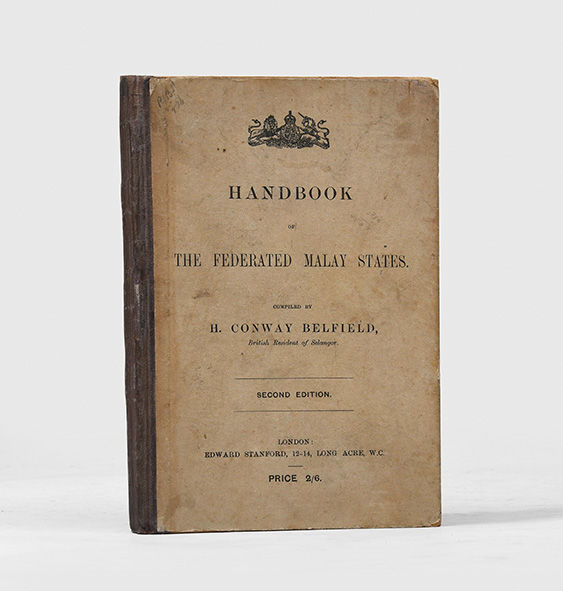 HANDBOOK
OF
THE FEDERATED MALAY STATES.
COMPILED BY
H. CONWAY BELFIELD,
British Resident of Selangor.
SECOND EDITION.
LONDON:
EDWARD STANFORD, 12-14, LONG ACRE, W.C.
PRICE 2/6.